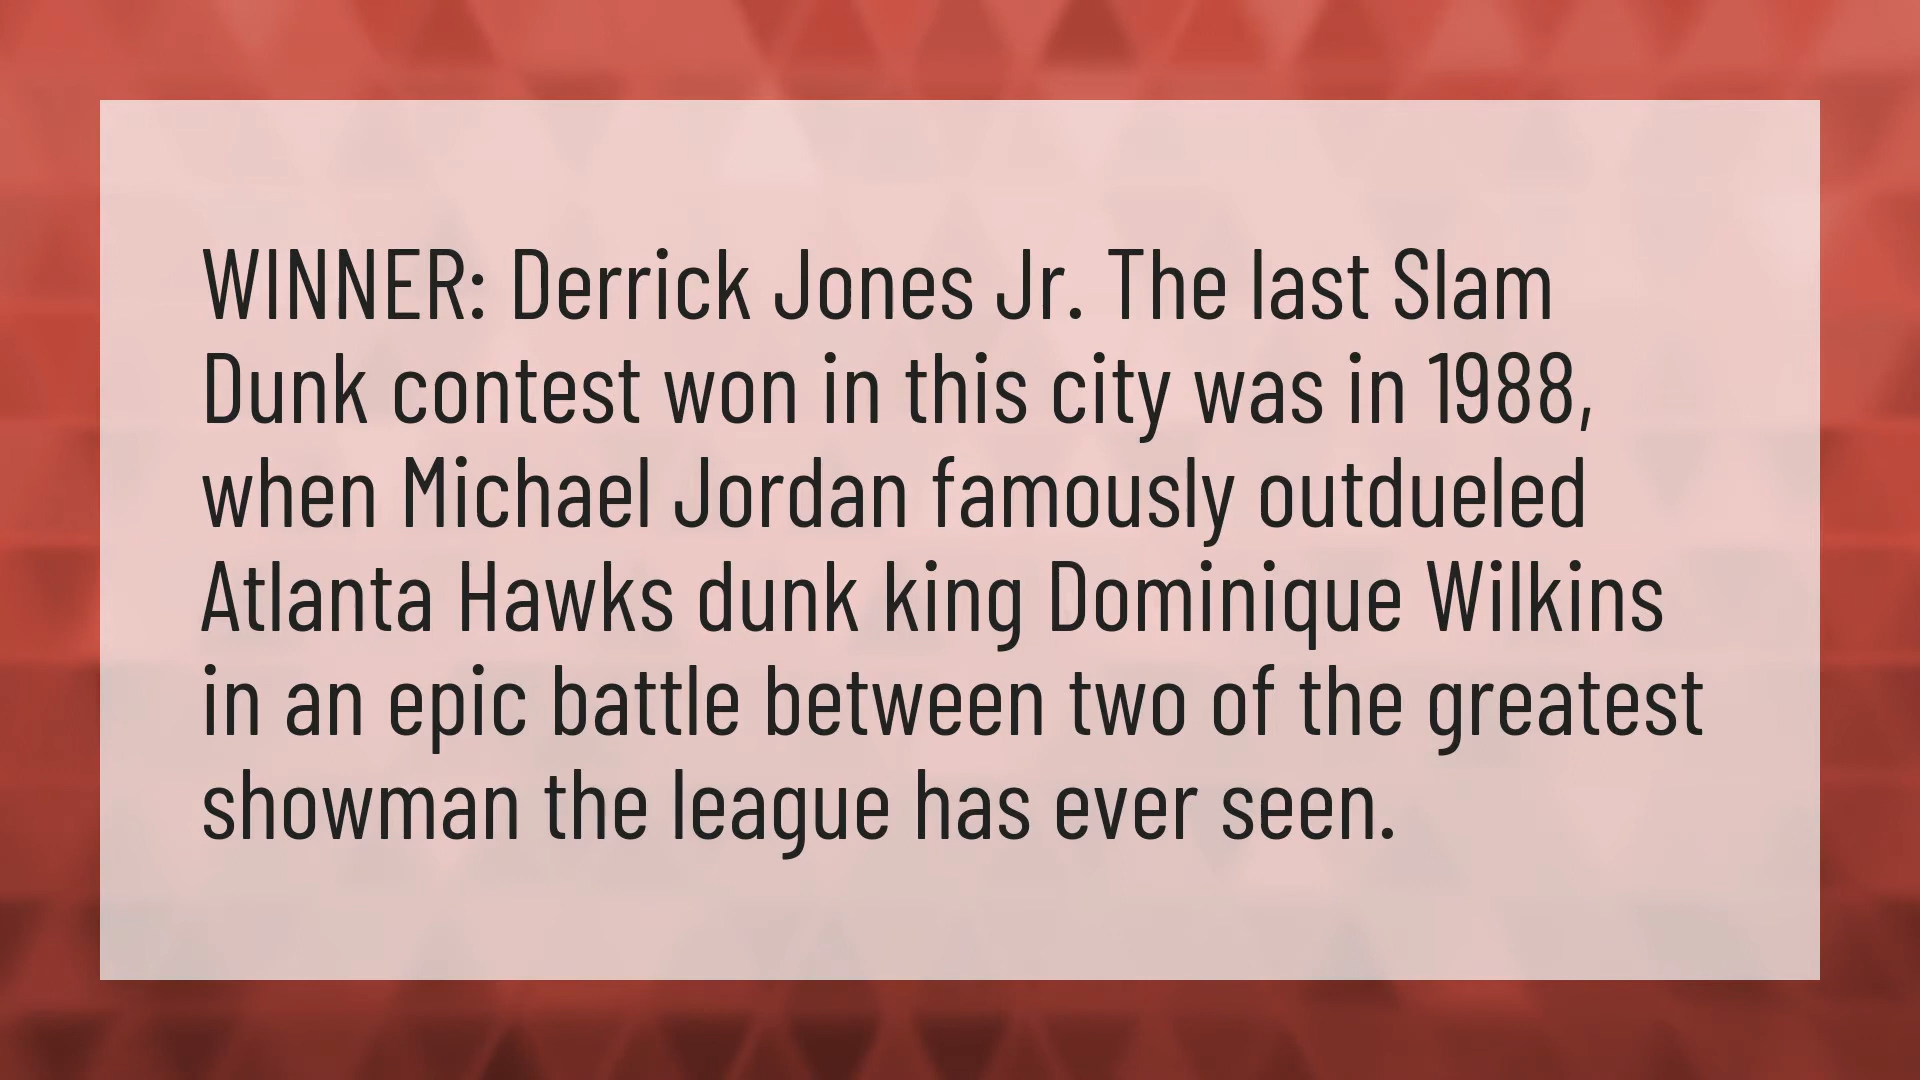 WINNER: Derrick Jones Jr. The last Slam
Dunk contest won in this city was in 1988,
when Michael Jordan famously outdueled
Atlanta Hawks dunk king Dominique Wilkins
in an epic battle between two of the greatest
showman the league has ever seen.